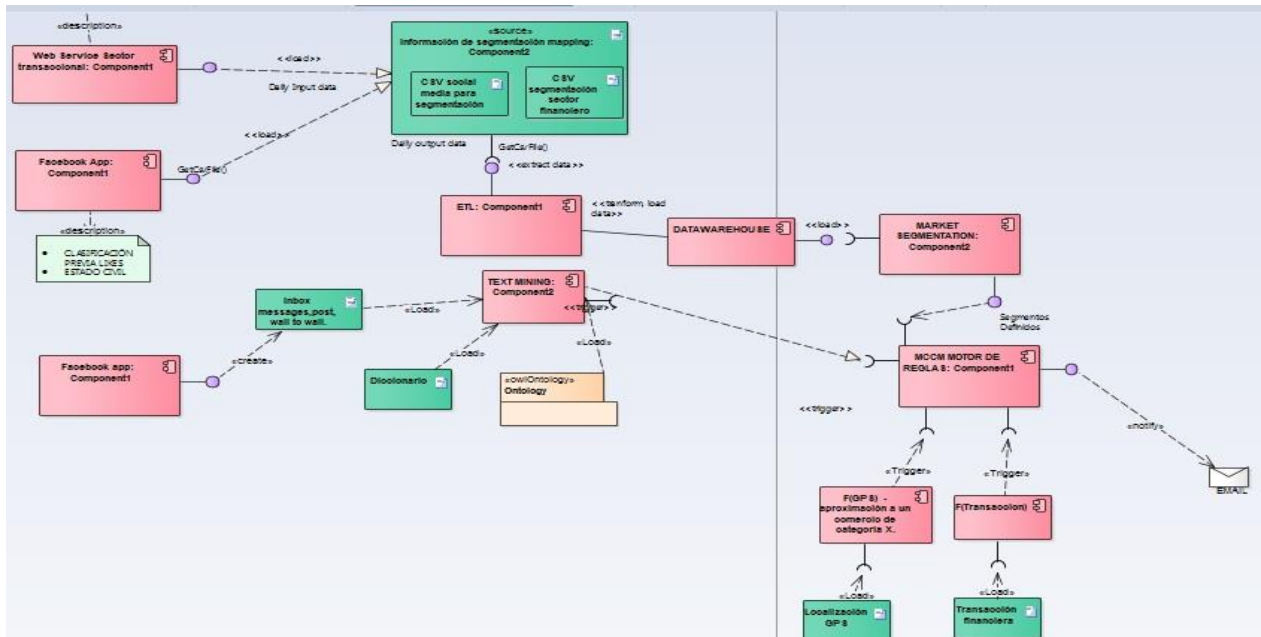 «description»
Web Service Sector
transaccional: Component1
<<load>>
Daily Input data
«source»
Información de segmentación mapping:
Component2
CSV social
media para
segmentación
CSV
segmentación
sector
financiero
Daily output data
GetCsvFile()
<<extract data>>
<<load>>
Facebook App:
Component1
GetCsvFile()
«description»
CLASIFICACIÓN
PREVIA LIKES
ESTADO CIVIL
ETL: Component1
<<tranform, load
data>>
DATAWAREHOUSE
<<load>>
MARKET
SEGMENTATION:
Component2
Segmentos
Definidos
TEXT MINING:
Component2
<<trigger>>
Inbox
messages,post,
wall to wall.
«Load»
«Load»
«Load»
Facebook app:
Component1
«create»
Diccionario
«owlOntology»
Ontology
MCCM MOTOR DE
REGLAS: Component1
<<trigger>>
«notify»
EMAIL
«Trigger»
«Trigger»
F(GPS) -
aproximación a un
comercio de
categoría X.
F(Transaccion)
«Load»
«Load»
Localización
GPS
Transacción
financiera